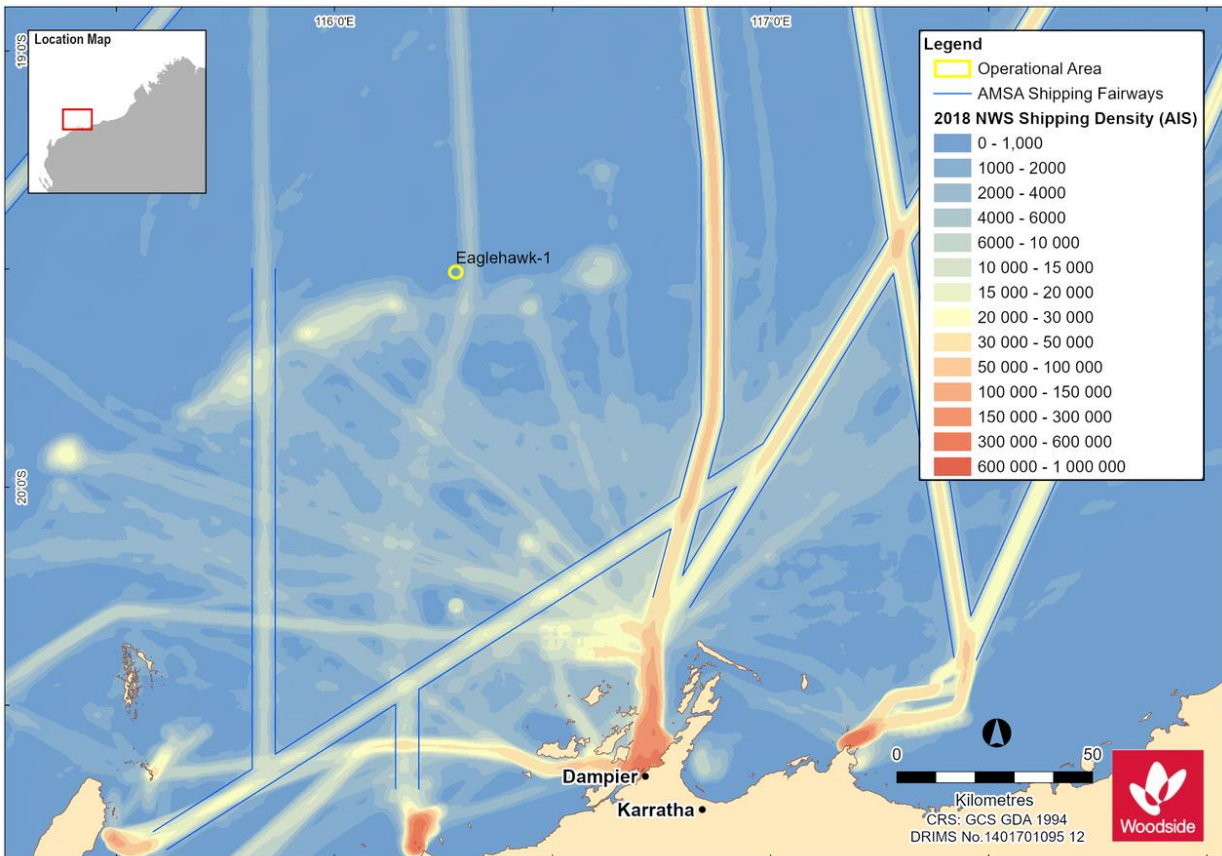 116°0'E
117°0'E
19°0'S
20°0'S
Location Map
Eaglehawk-1
Dampier
Karratha
Legend
Operational Area
AMSA Shipping Fairways
2018 NWS Shipping Density (AIS)
0 - 1,000
1000 - 2000
2000 - 4000
4000 - 6000
6000 - 10 000
10 000 - 15 000
15 000 - 20 000
20 000 - 30 000
30 000 - 50 000
50 000 - 100 000
100 000 - 150 000
150 000 - 300 000
300 000 - 600 000
600 000 - 1 000 000
0
50
Kilometres
CRS: GCS GDA 1994
DRIMS No.1401701095 12
Woodside